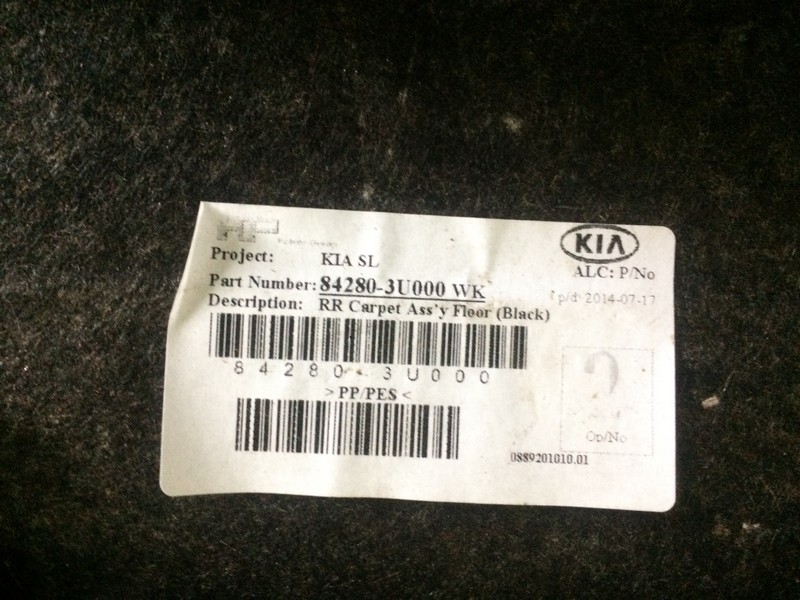 KIA
Project: KIA SL
ALC: P/No
Part Number: 84280-3U000 WK
p/d: 2014-07-17
Description: RR Carpet Ass'y Floor (Black)
84280-3U000
> PP/PES <
Op/No
0889201010.01